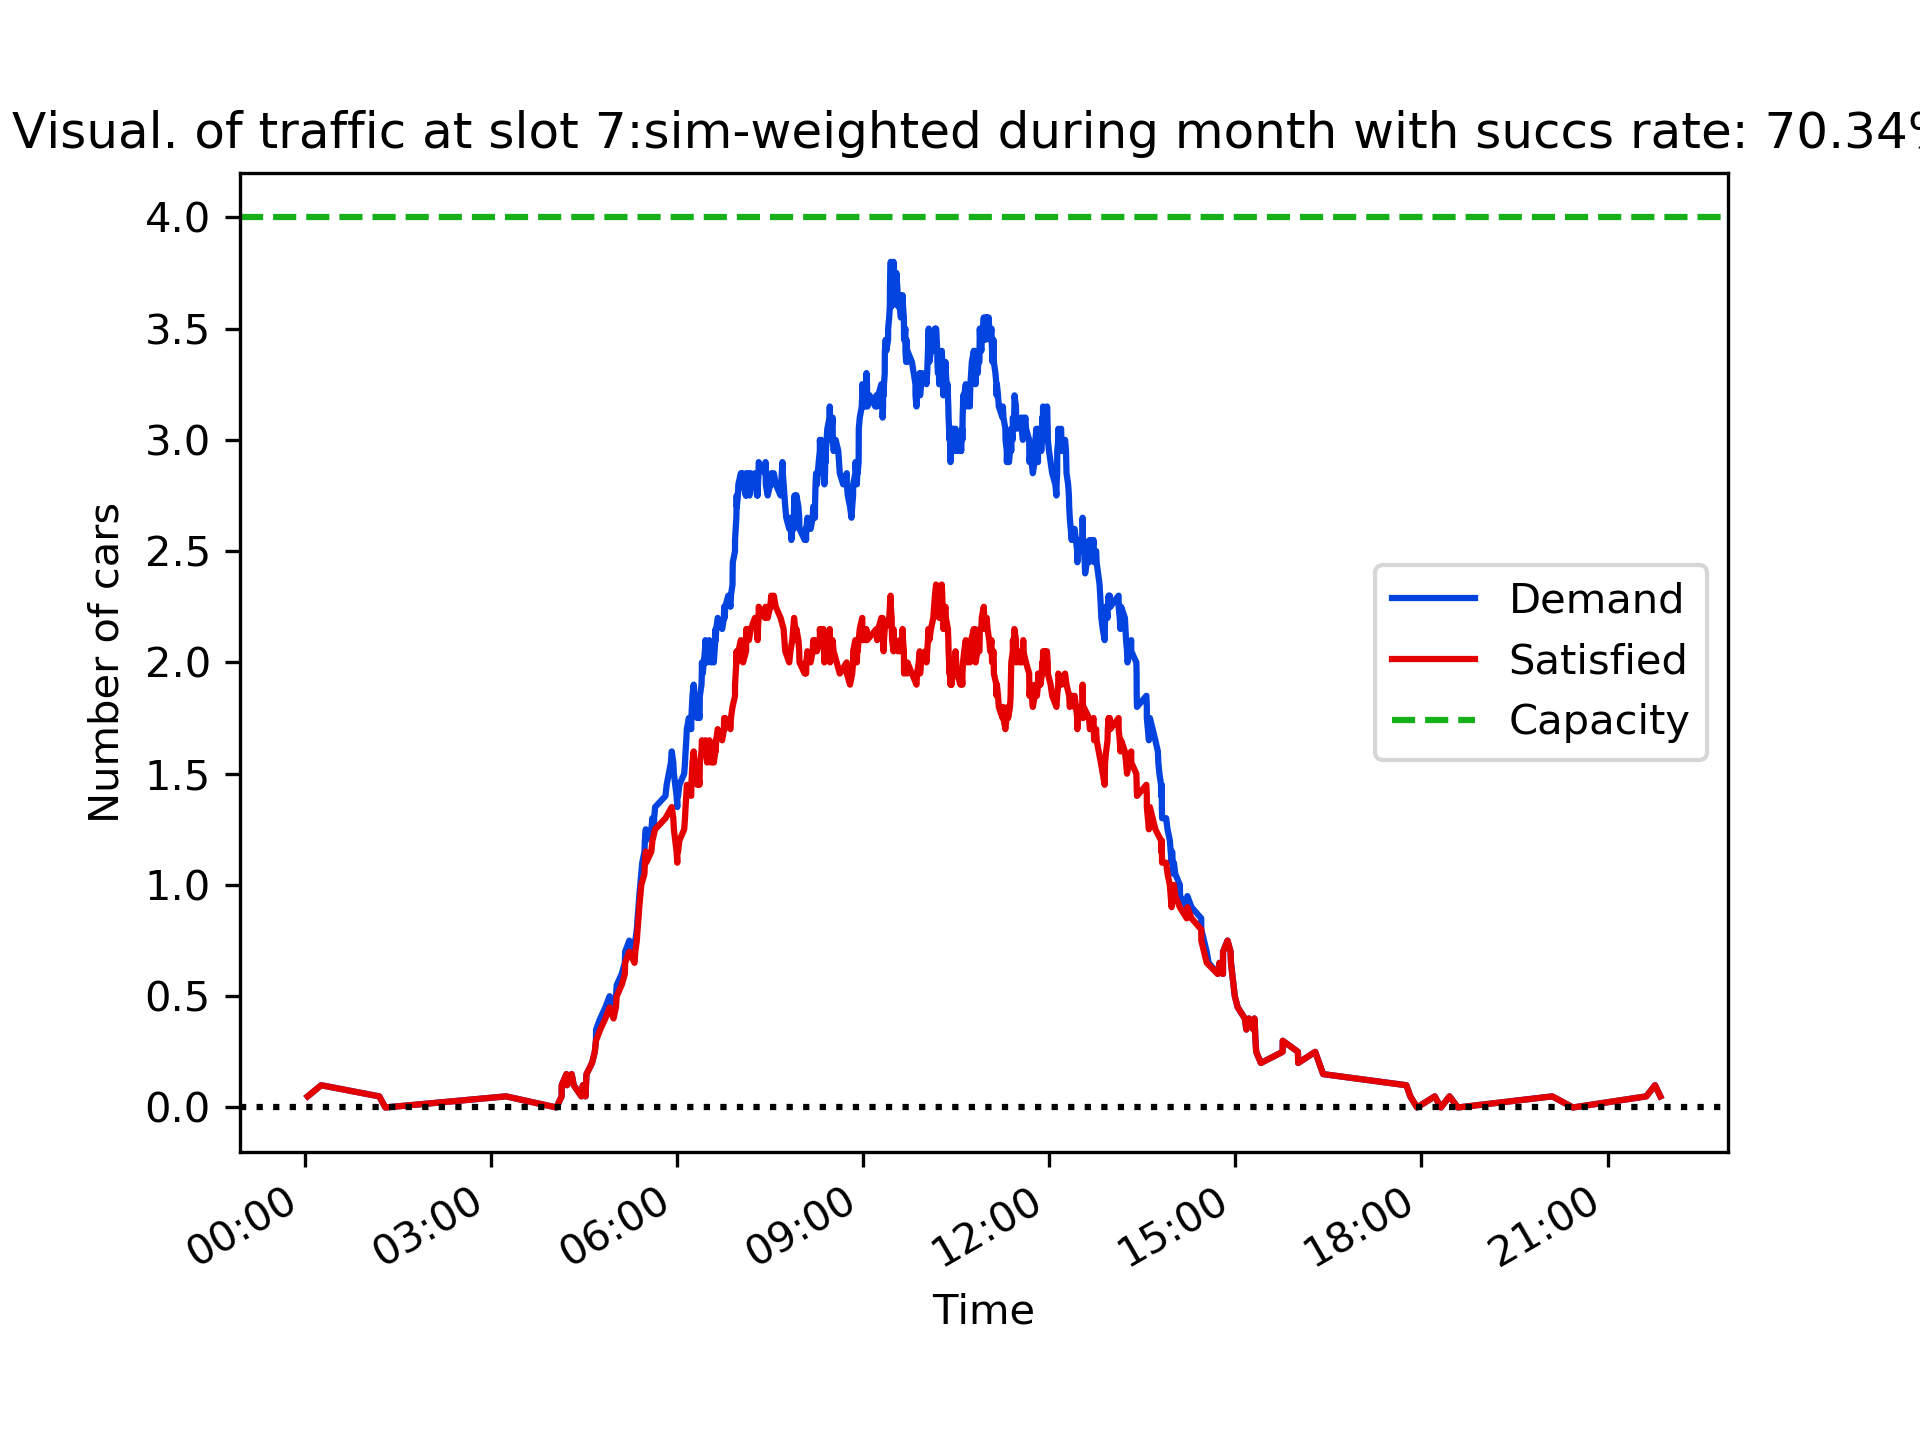 Visual. of traffic at slot 7:sim-weighted during month with succs rate: 70.34%
4.0
3.5
3.0
2.5
2.0
1.5
1.0
0.5
0.0
Number of cars
Demand
Satisfied
Capacity
00:00
03:00
06:00
09:00
12:00
15:00
18:00
21:00
Time